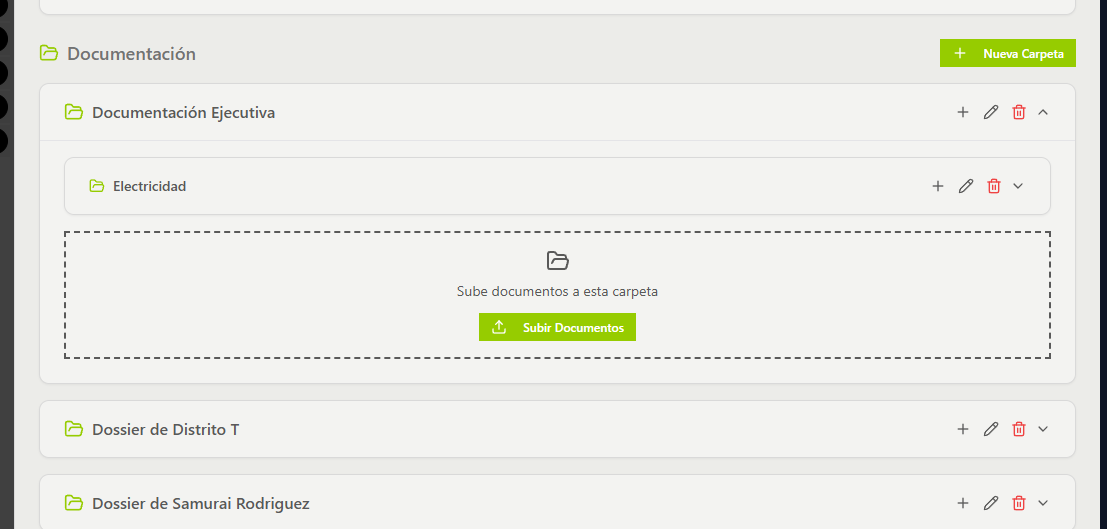 Documentación
Nueva Carpeta
Documentación Ejecutiva
Electricidad
Sube documentos a esta carpeta
Subir Documentos
Dossier de Distrito T
Dossier de Samurai Rodriguez